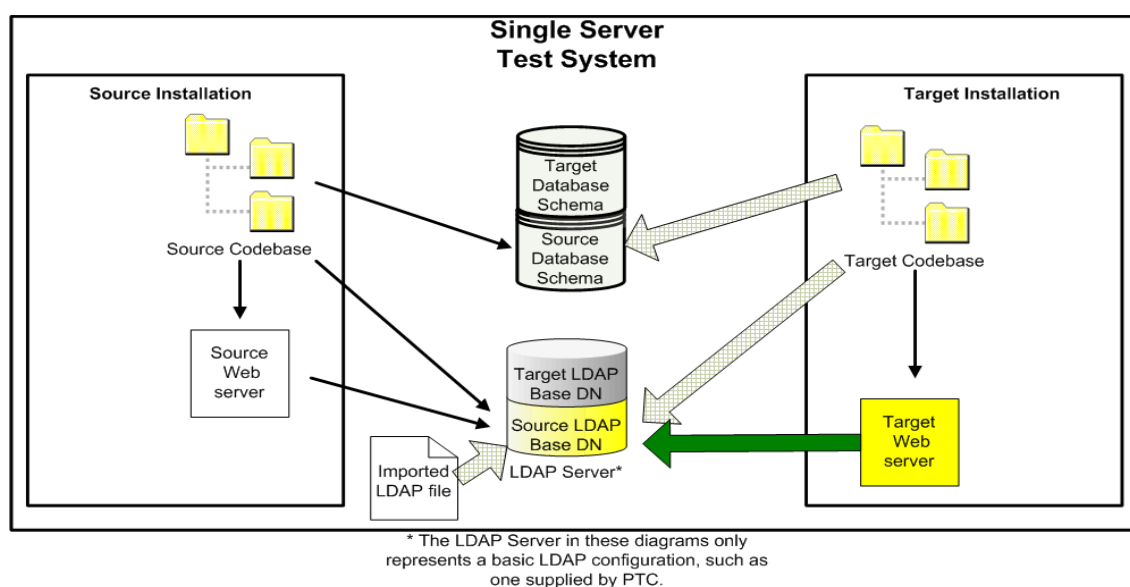 Single Server
Test System
Source Installation
Source Codebase
Source
Web
server
Target
Database
Schema
Source
Database
Schema
Target LDAP
Base DN
Source LDAP
Base DN
LDAP Server*
Imported
LDAP file
Target Installation
Target Codebase
Target
Web
server
* The LDAP Server in these diagrams only
represents a basic LDAP configuration, such as
one supplied by PTC.